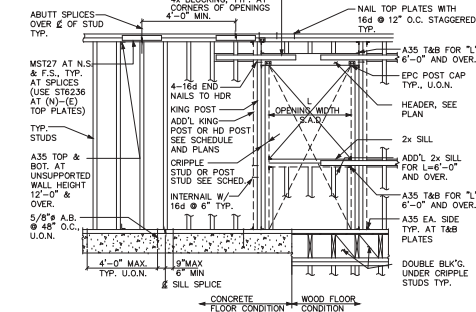 ABUTT SPLICES
OVER ℄ OF STUD
TYP.
CORNERS OF OPENINGS
4'-0" MIN.
NAIL TOP PLATES WITH
16d @ 12" O.C. STAGGERED
TYP.
MST27 AT N.S.
& F.S., TYP.
AT SPLICES
(USE ST6236
AT (N)-(E)
TOP PLATES)
TYP.
STUDS
A35 TOP &
BOT. AT
UNSUPPORTED
WALL HEIGHT
12'-0" &
OVER.
5/8"ø A.B.
@ 48" O.C.,
U.O.N.
4-16d END
NAILS TO HDR
KING POST
ADD'L KING
POST OR HD POST
SEE SCHEDULE
AND PLANS
CRIPPLE
STUD OR POST
STUD SEE SCHED.
INTERNAIL W/
16d @ 6" TYP.
L
OPENING WIDTH
S.A.D.
A35 T&B FOR "L"
6'-0" AND OVER.
EPC POST CAP
TYP., U.O.N.
HEADER, SEE
PLAN
2x SILL
ADD'L 2x SILL
FOR L=6'-0"
AND OVER.
A35 T&B FOR "L"
6'-0" AND OVER.
A35 EA. SIDE
TYP. AT T&B
PLATES
DOUBLE BLK'G.
UNDER CRIPPLE
STUDS TYP.
4'-0" MAX.
TYP. U.O.N.
9"MAX
6" MIN
℄ SILL SPLICE
CONCRETE
FLOOR CONDITION
WOOD FLOOR
CONDITION